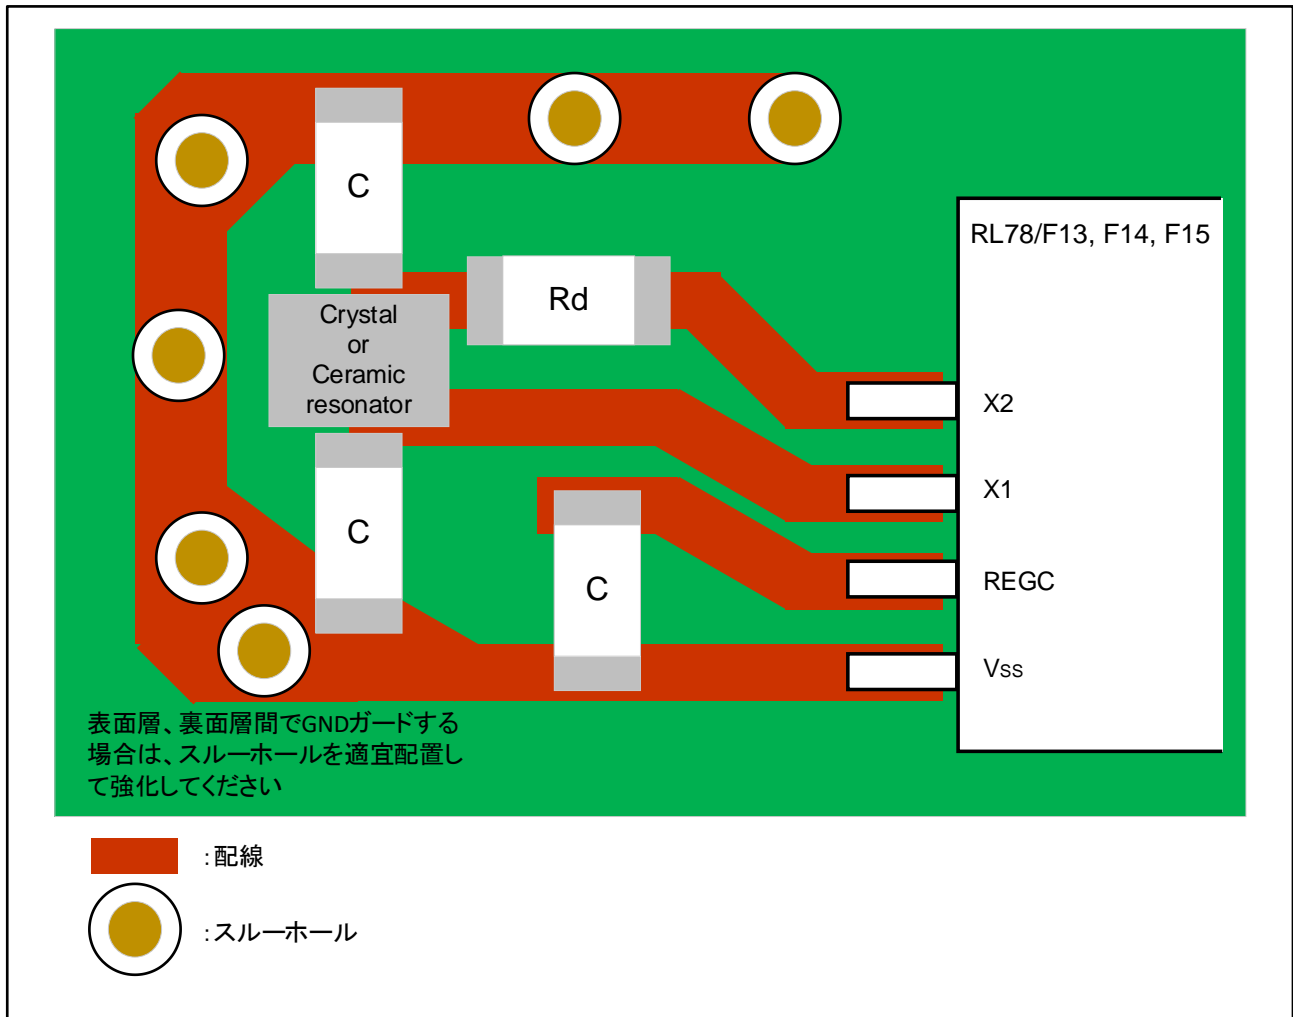 C
RL78/F13, F14, F15
Rd
Crystal
or
Ceramic
resonator
X2
X1
C
C
REGC
Vss
表面層、裏面層間でGNDガードする
場合は、スルーホールを適宜配置し
て強化してください
:配線
:スルーホール